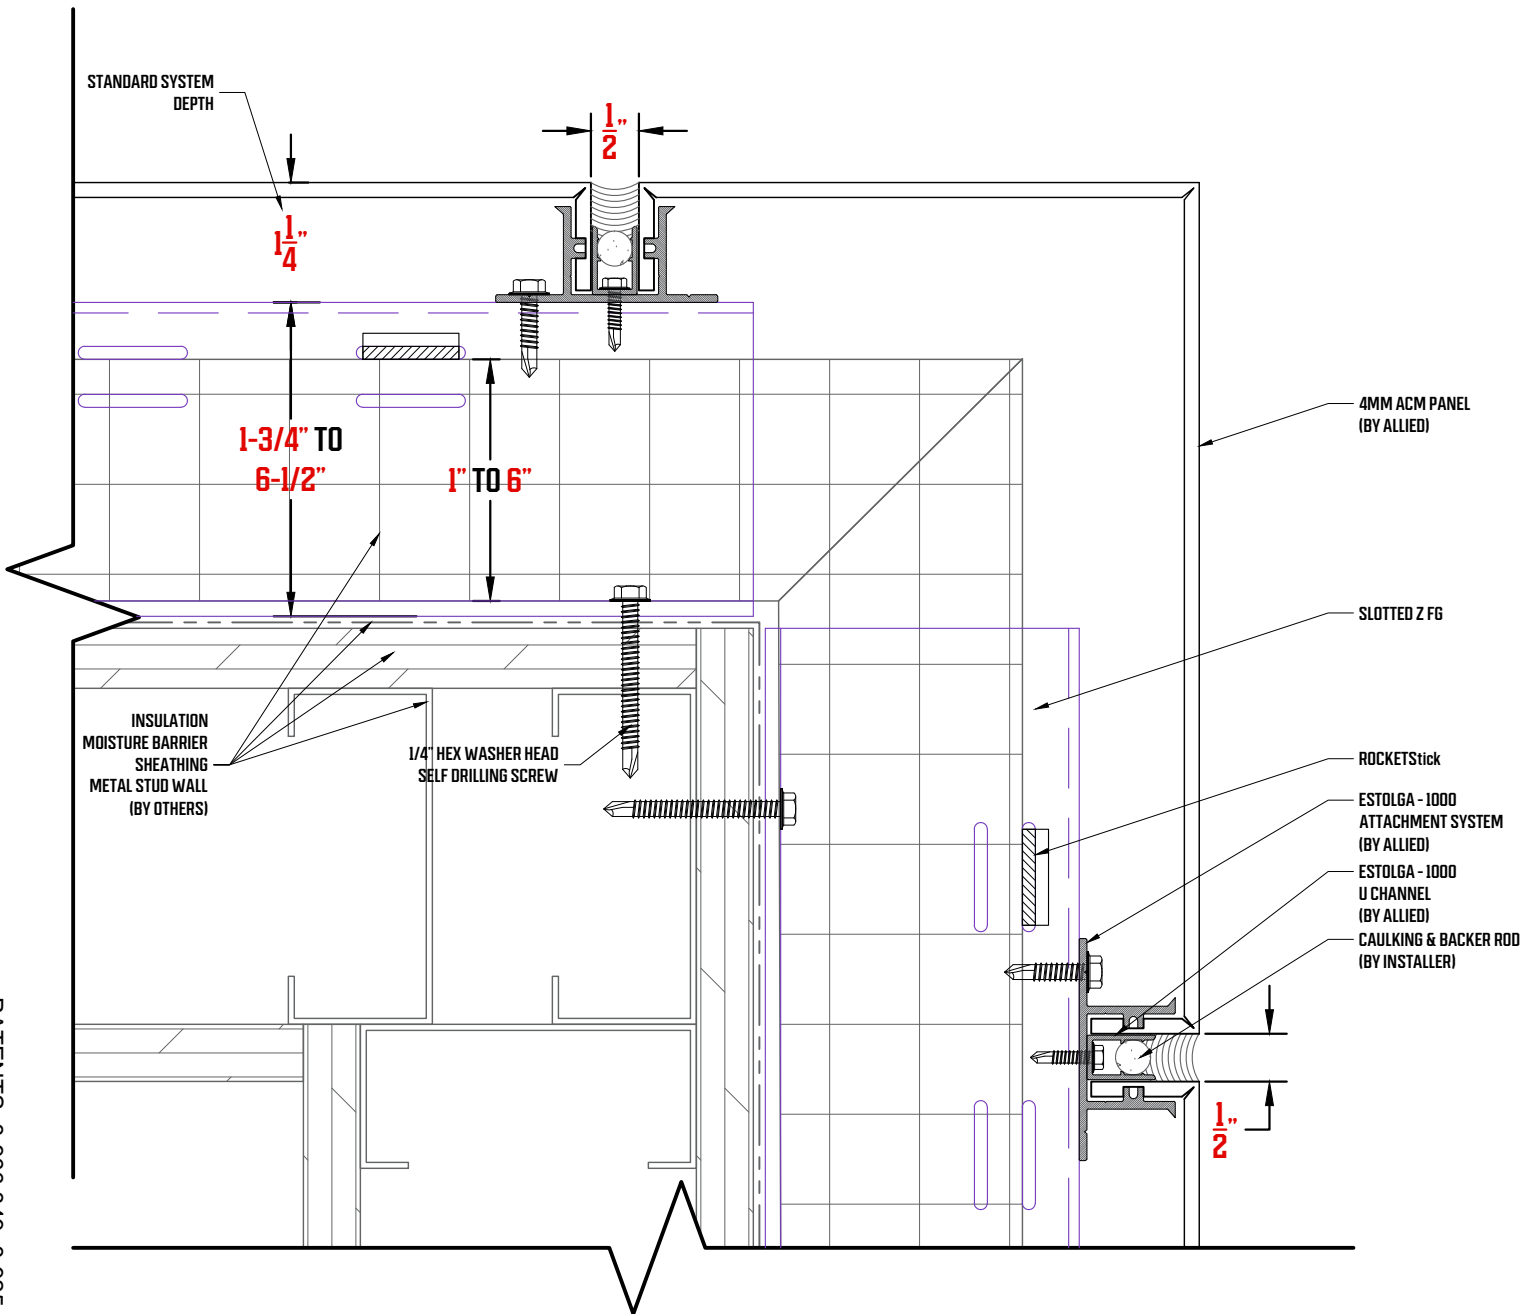 STANDARD SYSTEM
DEPTH
1/2"
1 1/4"
4MM ACM PANEL
(BY ALLIED)
1-3/4" TO
6-1/2"
1" TO 6"
SLOTTED Z FG
INSULATION
MOISTURE BARRIER
SHEATHING
METAL STUD WALL
(BY OTHERS)
1/4" HEX WASHER HEAD
SELF DRILLING SCREW
ROCKETStick
ESTOLGA - 1000
ATTACHMENT SYSTEM
(BY ALLIED)
ESTOLGA - 1000
U CHANNEL
(BY ALLIED)
CAULKING & BACKER ROD
(BY INSTALLER)
1/2"